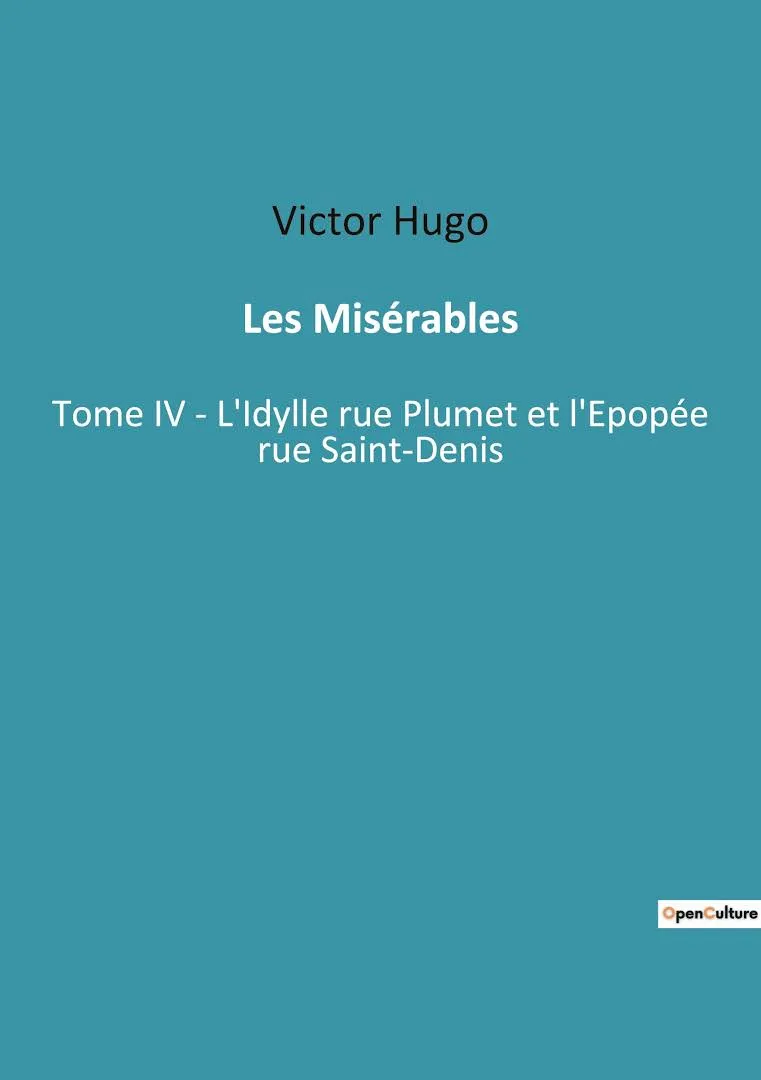 Victor Hugo
Les Misérables
Tome IV - L'Idylle rue Plumet et l'Epopée
rue Saint-Denis
OpenCulture